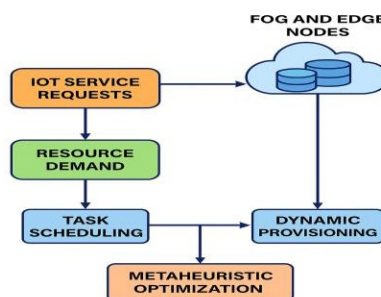 FOG AND EDGE
NODES
IOT SERVICE
REQUESTS
RESOURCE
DEMAND
TASK
SCHEDULING
DYNAMIC
PROVISIONING
METAHEURISTIC
OPTIMIZATION